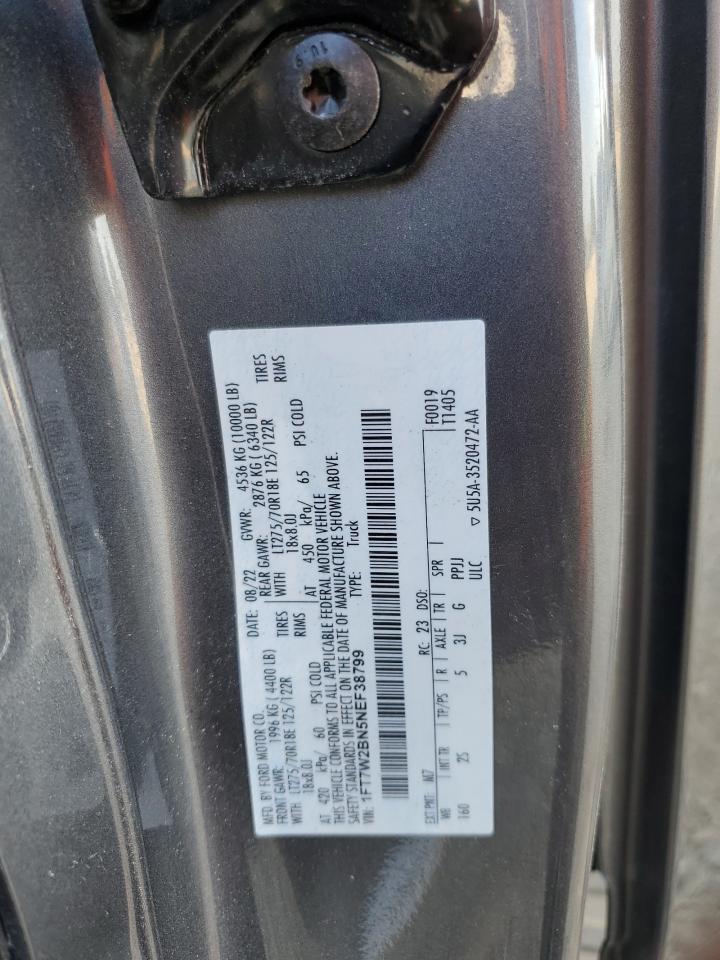 10.9
MFD. BY FORD MOTOR CO.
DATE: 08/22 GVWR: 4536 KG (10000 LB)
FRONT GAWR: 1996 KG ( 4400 LB) REAR GAWR: 2876 KG ( 6340 LB)
WITH LT275/70R18E 125/122R TIRES WITH LT275/70R18E 125/122R TIRES
18x8.0J RIMS 18x8.0J RIMS
AT 420 kPa/ 60 PSI COLD AT 450 kPa/ 65 PSI COLD
THIS VEHICLE CONFORMS TO ALL APPLICABLE FEDERAL MOTOR VEHICLE
SAFETY STANDARDS IN EFFECT ON THE DATE OF MANUFACTURE SHOWN ABOVE.
VIN: 1FT7W2BN5NEF38799 TYPE: Truck
EXT PNT: M7 RC: 23 DSO: F0019
WB INT TR TP/PS R AXLE TR SPR T1405
160 2S 5 3J G PPJJ
ULC ▽ 5U5A-3520472-AA